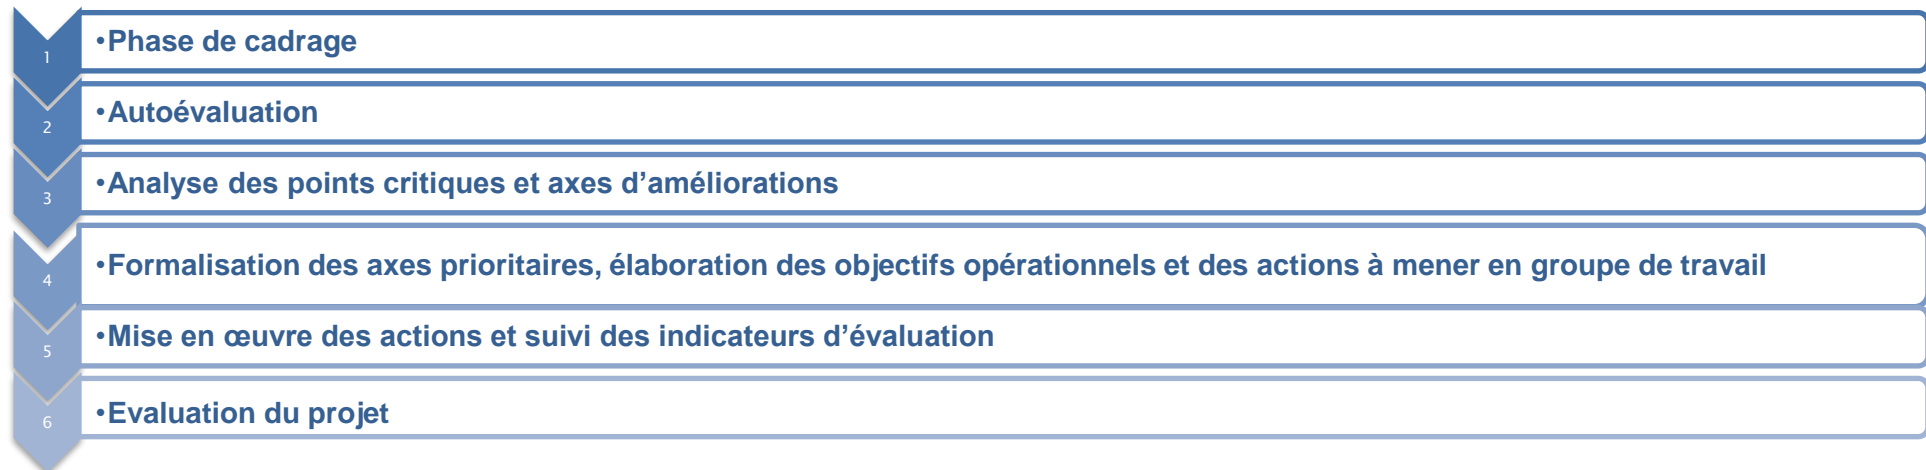 1
•Phase de cadrage
2
•Autoévaluation
3
•Analyse des points critiques et axes d’améliorations
4
•Formalisation des axes prioritaires, élaboration des objectifs opérationnels et des actions à mener en groupe de travail
5
•Mise en œuvre des actions et suivi des indicateurs d’évaluation
6
•Evaluation du projet